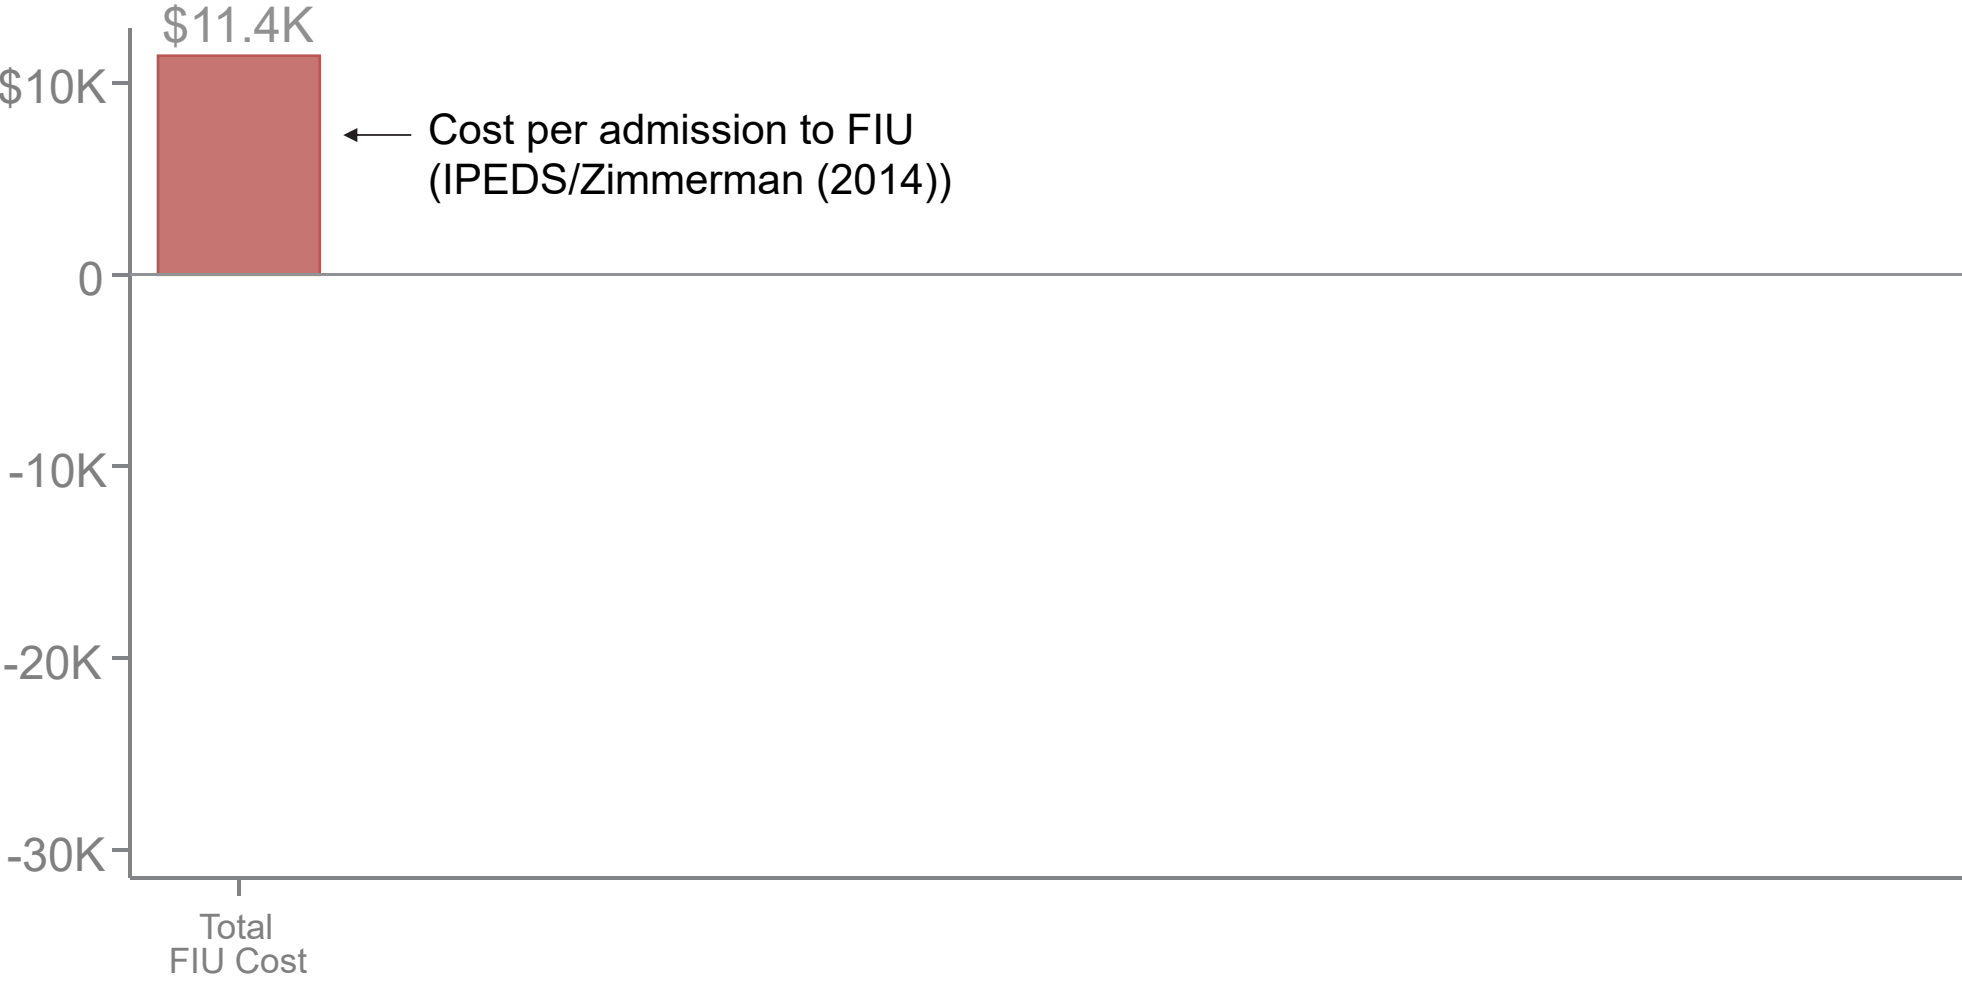 $11.4K
$10K
Cost per admission to FIU
(IPEDS/Zimmerman (2014))
0
-10K
-20K
-30K
Total
FIU Cost